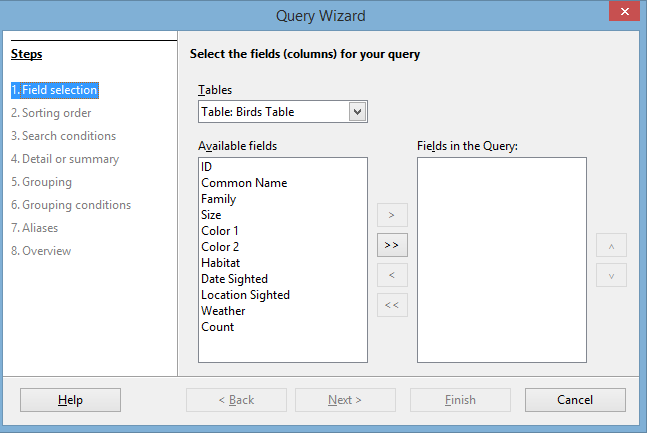 Query Wizard
Steps
1. Field selection
2. Sorting order
3. Search conditions
4. Detail or summary
5. Grouping
6. Grouping conditions
7. Aliases
8. Overview
Select the fields (columns) for your query
Tables
Table: Birds Table
Available fields
ID
Common Name
Family
Size
Color 1
Color 2
Habitat
Date Sighted
Location Sighted
Weather
Count
>
>>
<
<<
Fields in the Query:
Help
< Back
Next >
Finish
Cancel